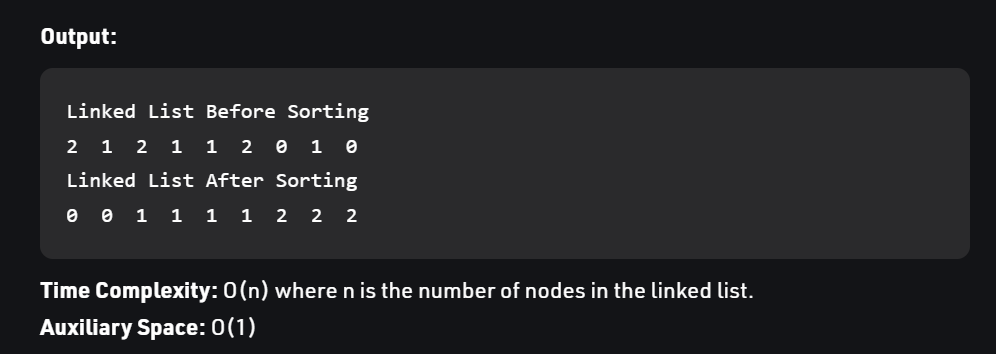 Output:
Linked List Before Sorting
2 1 2 1 1 2 0 1 0
Linked List After Sorting
0 0 1 1 1 1 2 2 2
Time Complexity: O(n) where n is the number of nodes in the linked list.
Auxiliary Space: O(1)